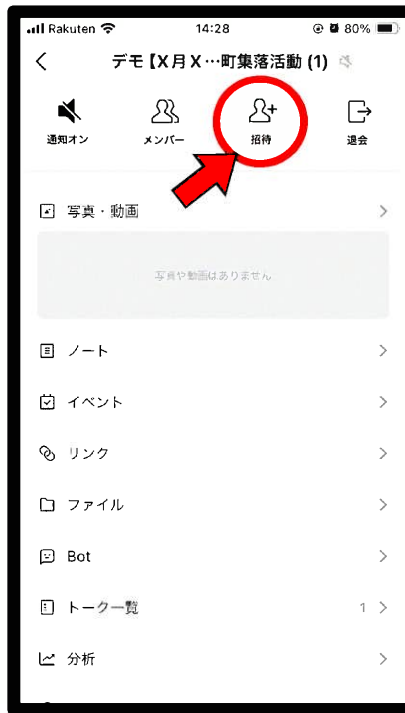 Rakuten 14:28 80%
デモ【X月X…町集落活動 (1)
通知オン メンバー 招待 退会
写真・動画
写真や動画はありません
ノート
イベント
リンク
ファイル
Bot
トーク一覧 1
分析